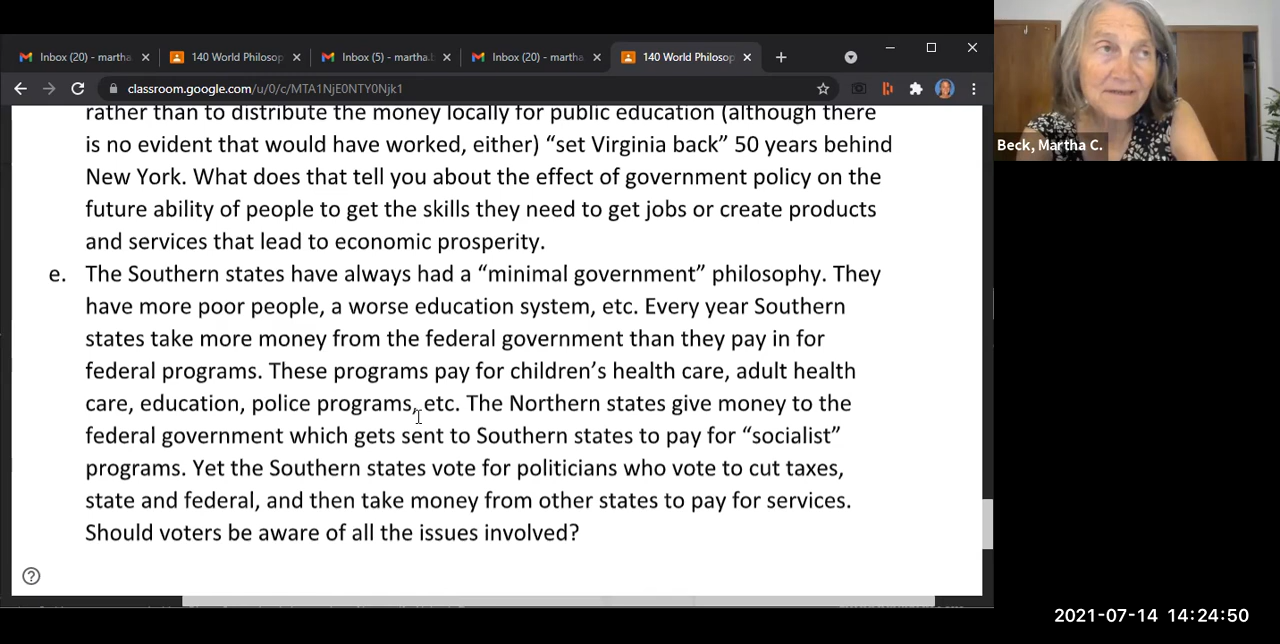 Inbox (20) - martha
140 World Philosop
Inbox (5) - martha.b
Inbox (20) - martha
140 World Philosop
classroom.google.com/u/0/c/MTA1NjE0NTY0Njk1
Beck, Martha C.
rather than to distribute the money locally for public education (although there
is no evident that would have worked, either) “set Virginia back” 50 years behind
New York. What does that tell you about the effect of government policy on the
future ability of people to get the skills they need to get jobs or create products
and services that lead to economic prosperity.
e. The Southern states have always had a “minimal government” philosophy. They
have more poor people, a worse education system, etc. Every year Southern
states take more money from the federal government than they pay in for
federal programs. These programs pay for children’s health care, adult health
care, education, police programs, etc. The Northern states give money to the
federal government which gets sent to Southern states to pay for “socialist”
programs. Yet the Southern states vote for politicians who vote to cut taxes,
state and federal, and then take money from other states to pay for services.
Should voters be aware of all the issues involved?
2021-07-14 14:24:50